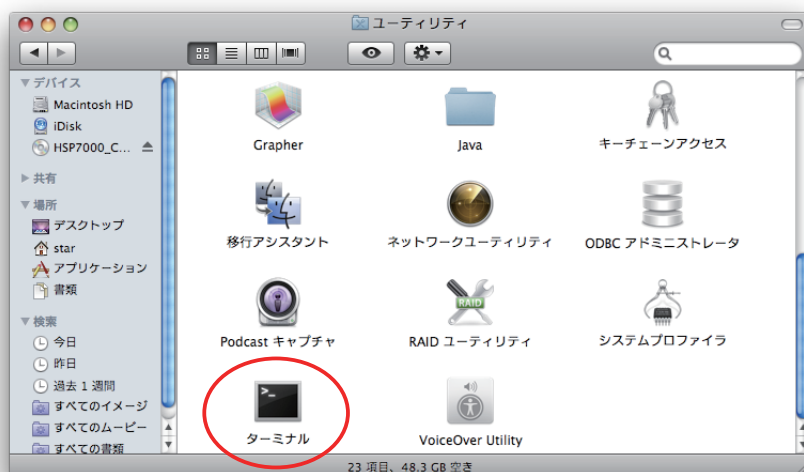 ユーティリティ
デバイス
Macintosh HD
iDisk
HSP7000_C...
共有
場所
デスクトップ
star
アプリケーション
書類
検索
今日
昨日
過去 1 週間
すべてのイメージ
すべてのムービー
すべての書類
Grapher
Java
キーチェーンアクセス
移行アシスタント
ネットワークユーティリティ
ODBC アドミニストレータ
Podcast キャプチャ
RAID
RAID ユーティリティ
システムプロファイラ
>_
ターミナル
VoiceOver Utility
23 項目、48.3 GB 空き